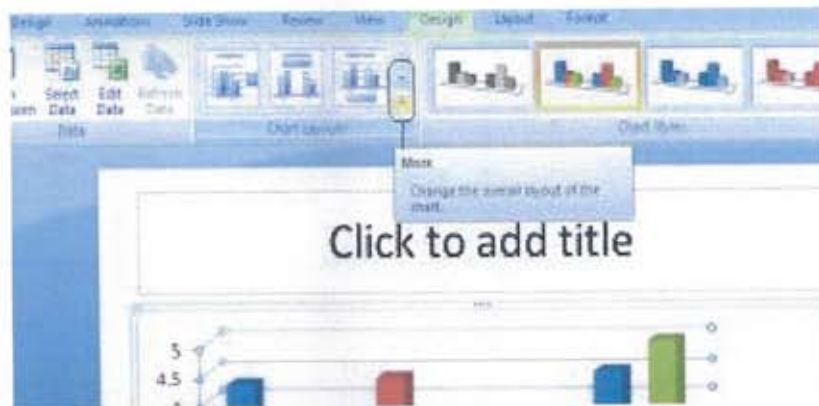 Design Animations Slide Show Review View Design Layout Format
Select Data
Edit Data
Refresh Data
Data
Chart Layouts
Chart Styles
More
Change the overall layout of the chart.
Click to add title
5
4.5